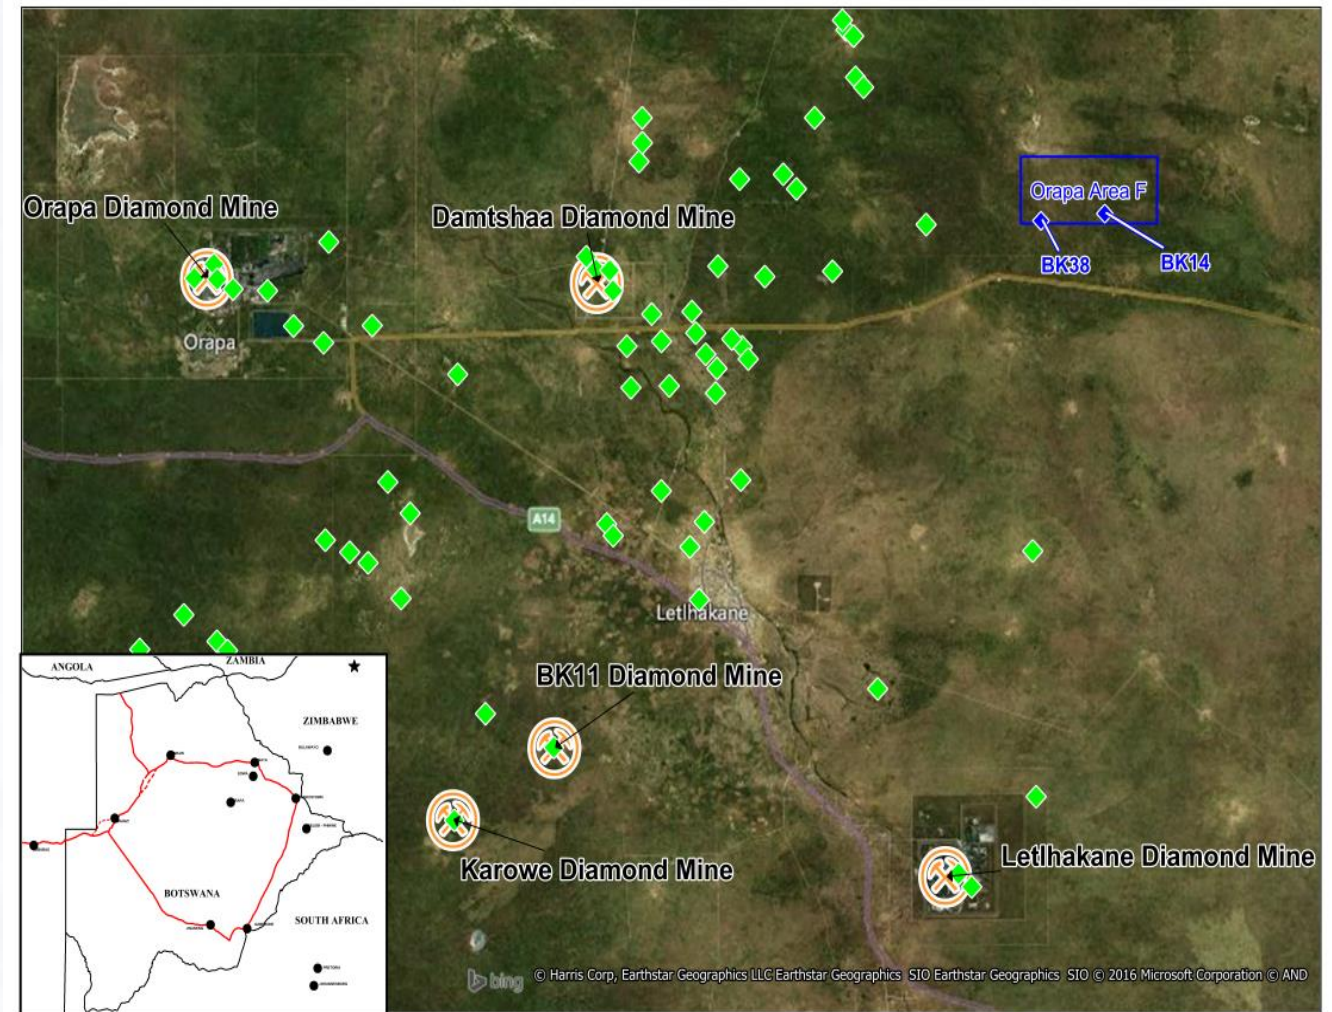 Orapa Diamond Mine
Damtshaa Diamond Mine
Orapa Area F
BK38
BK14
Orapa
A14
Letlhakane
BK11 Diamond Mine
Karowe Diamond Mine
Letlhakane Diamond Mine
ANGOLA
ZAMBIA
ZIMBABWE
BOTSWANA
SOUTH AFRICA
PRETORIA
JOHANNESBURG
bing
© Harris Corp, Earthstar Geographics LLC Earthstar Geographics SIO Earthstar Geographics SIO © 2016 Microsoft Corporation © AND